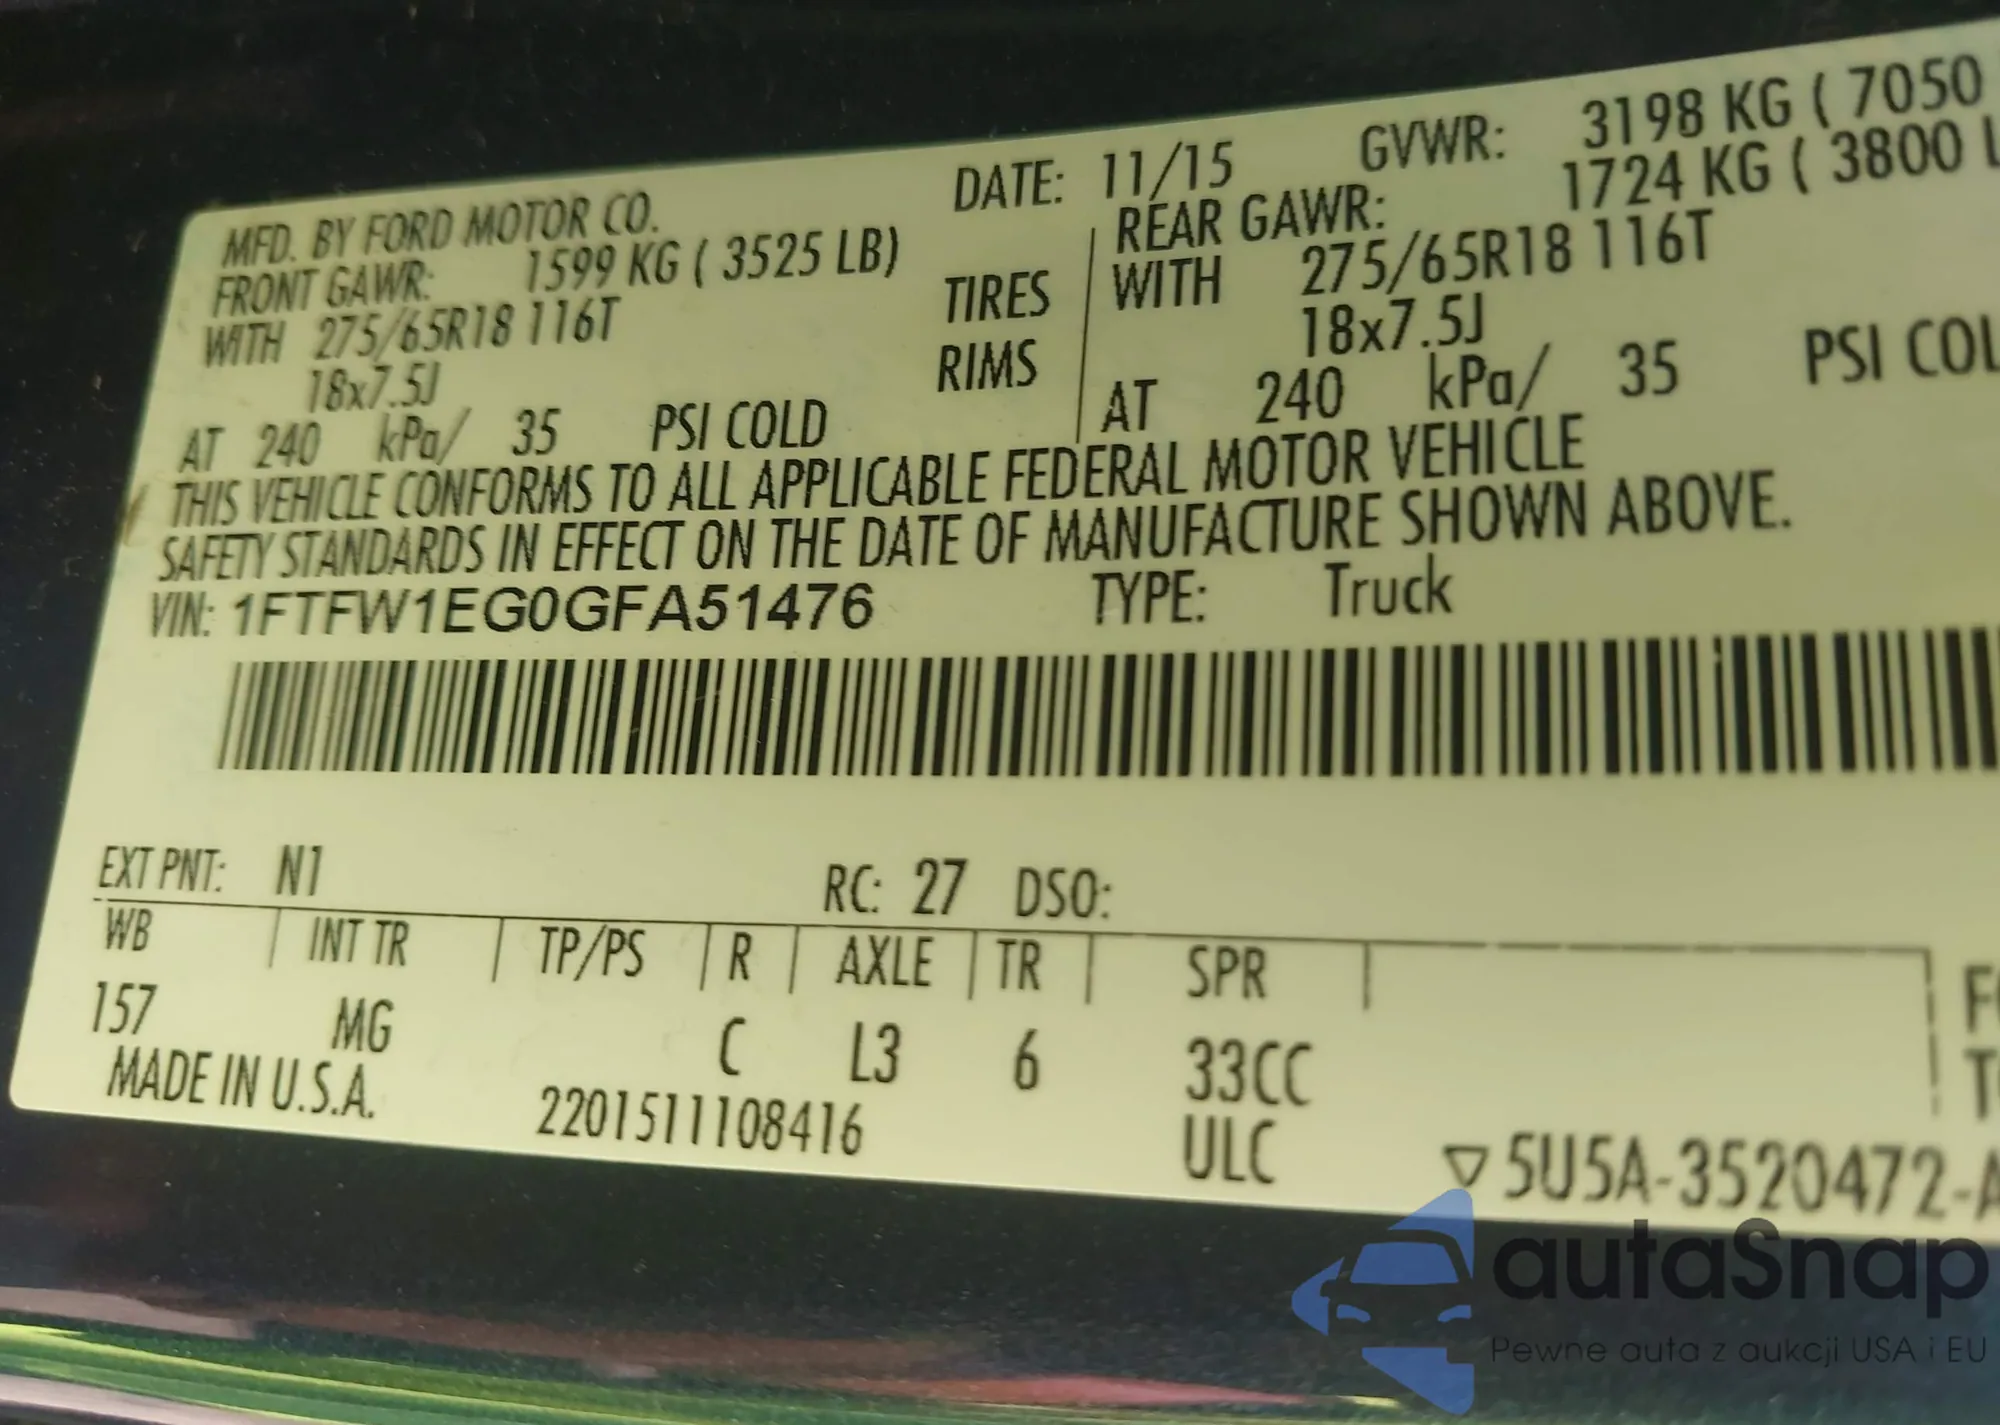 MFD. BY FORD MOTOR CO. DATE: 11/15 GVWR: 3198 KG ( 7050
FRONT GAWR: 1599 KG ( 3525 LB) REAR GAWR: 1724 KG ( 3800 L
WITH 275/65R18 116T TIRES WITH 275/65R18 116T
18x7.5J RIMS 18x7.5J
AT 240 kPa/ 35 PSI COLD AT 240 kPa/ 35 PSI COL
THIS VEHICLE CONFORMS TO ALL APPLICABLE FEDERAL MOTOR VEHICLE
SAFETY STANDARDS IN EFFECT ON THE DATE OF MANUFACTURE SHOWN ABOVE.
VIN: 1FTFW1EG0GFA51476 TYPE: Truck
EXT PNT: N1 RC: 27 DSO:
WB INT TR TP/PS R AXLE TR SPR
157 MG C L3 6 33CC
MADE IN U.S.A. 2201511108416 ULC
▽5U5A-3520472-A
autaSnap
Pewne auta z aukcji USA i EU